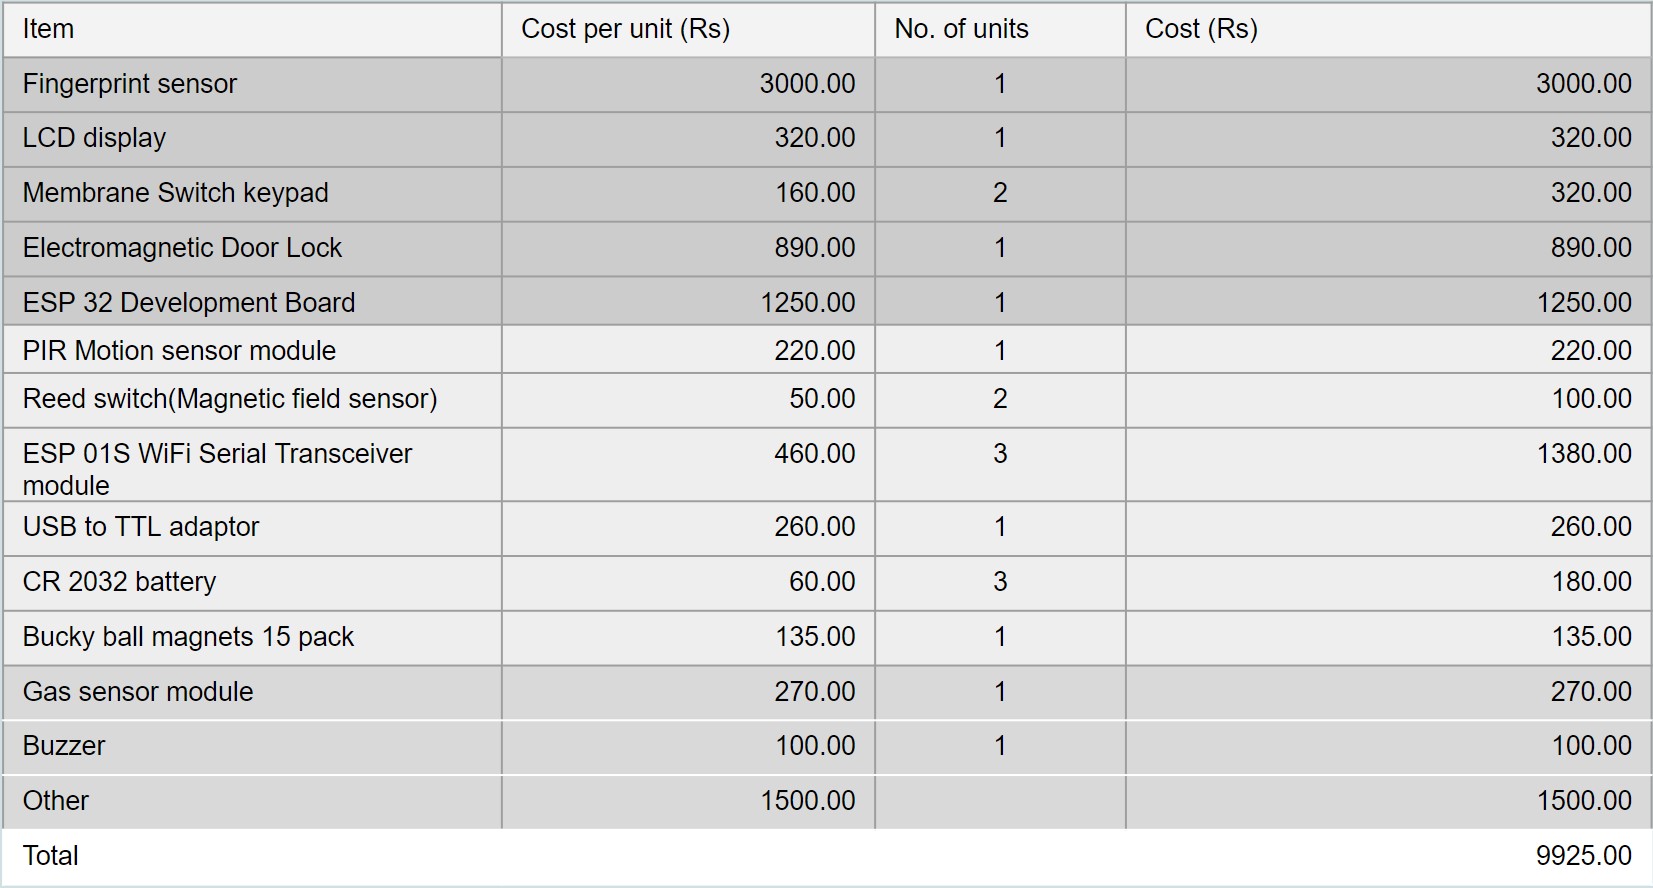 Item Cost per unit (Rs) No. of units Cost (Rs)
Fingerprint sensor 3000.00 1 3000.00
LCD display 320.00 1 320.00
Membrane Switch keypad 160.00 2 320.00
Electromagnetic Door Lock 890.00 1 890.00
ESP 32 Development Board 1250.00 1 1250.00
PIR Motion sensor module 220.00 1 220.00
Reed switch(Magnetic field sensor) 50.00 2 100.00
ESP 01S WiFi Serial Transceiver 460.00 3 1380.00
module
USB to TTL adaptor 260.00 1 260.00
CR 2032 battery 60.00 3 180.00
Bucky ball magnets 15 pack 135.00 1 135.00
Gas sensor module 270.00 1 270.00
Buzzer 100.00 1 100.00
Other 1500.00 1500.00
Total 9925.00